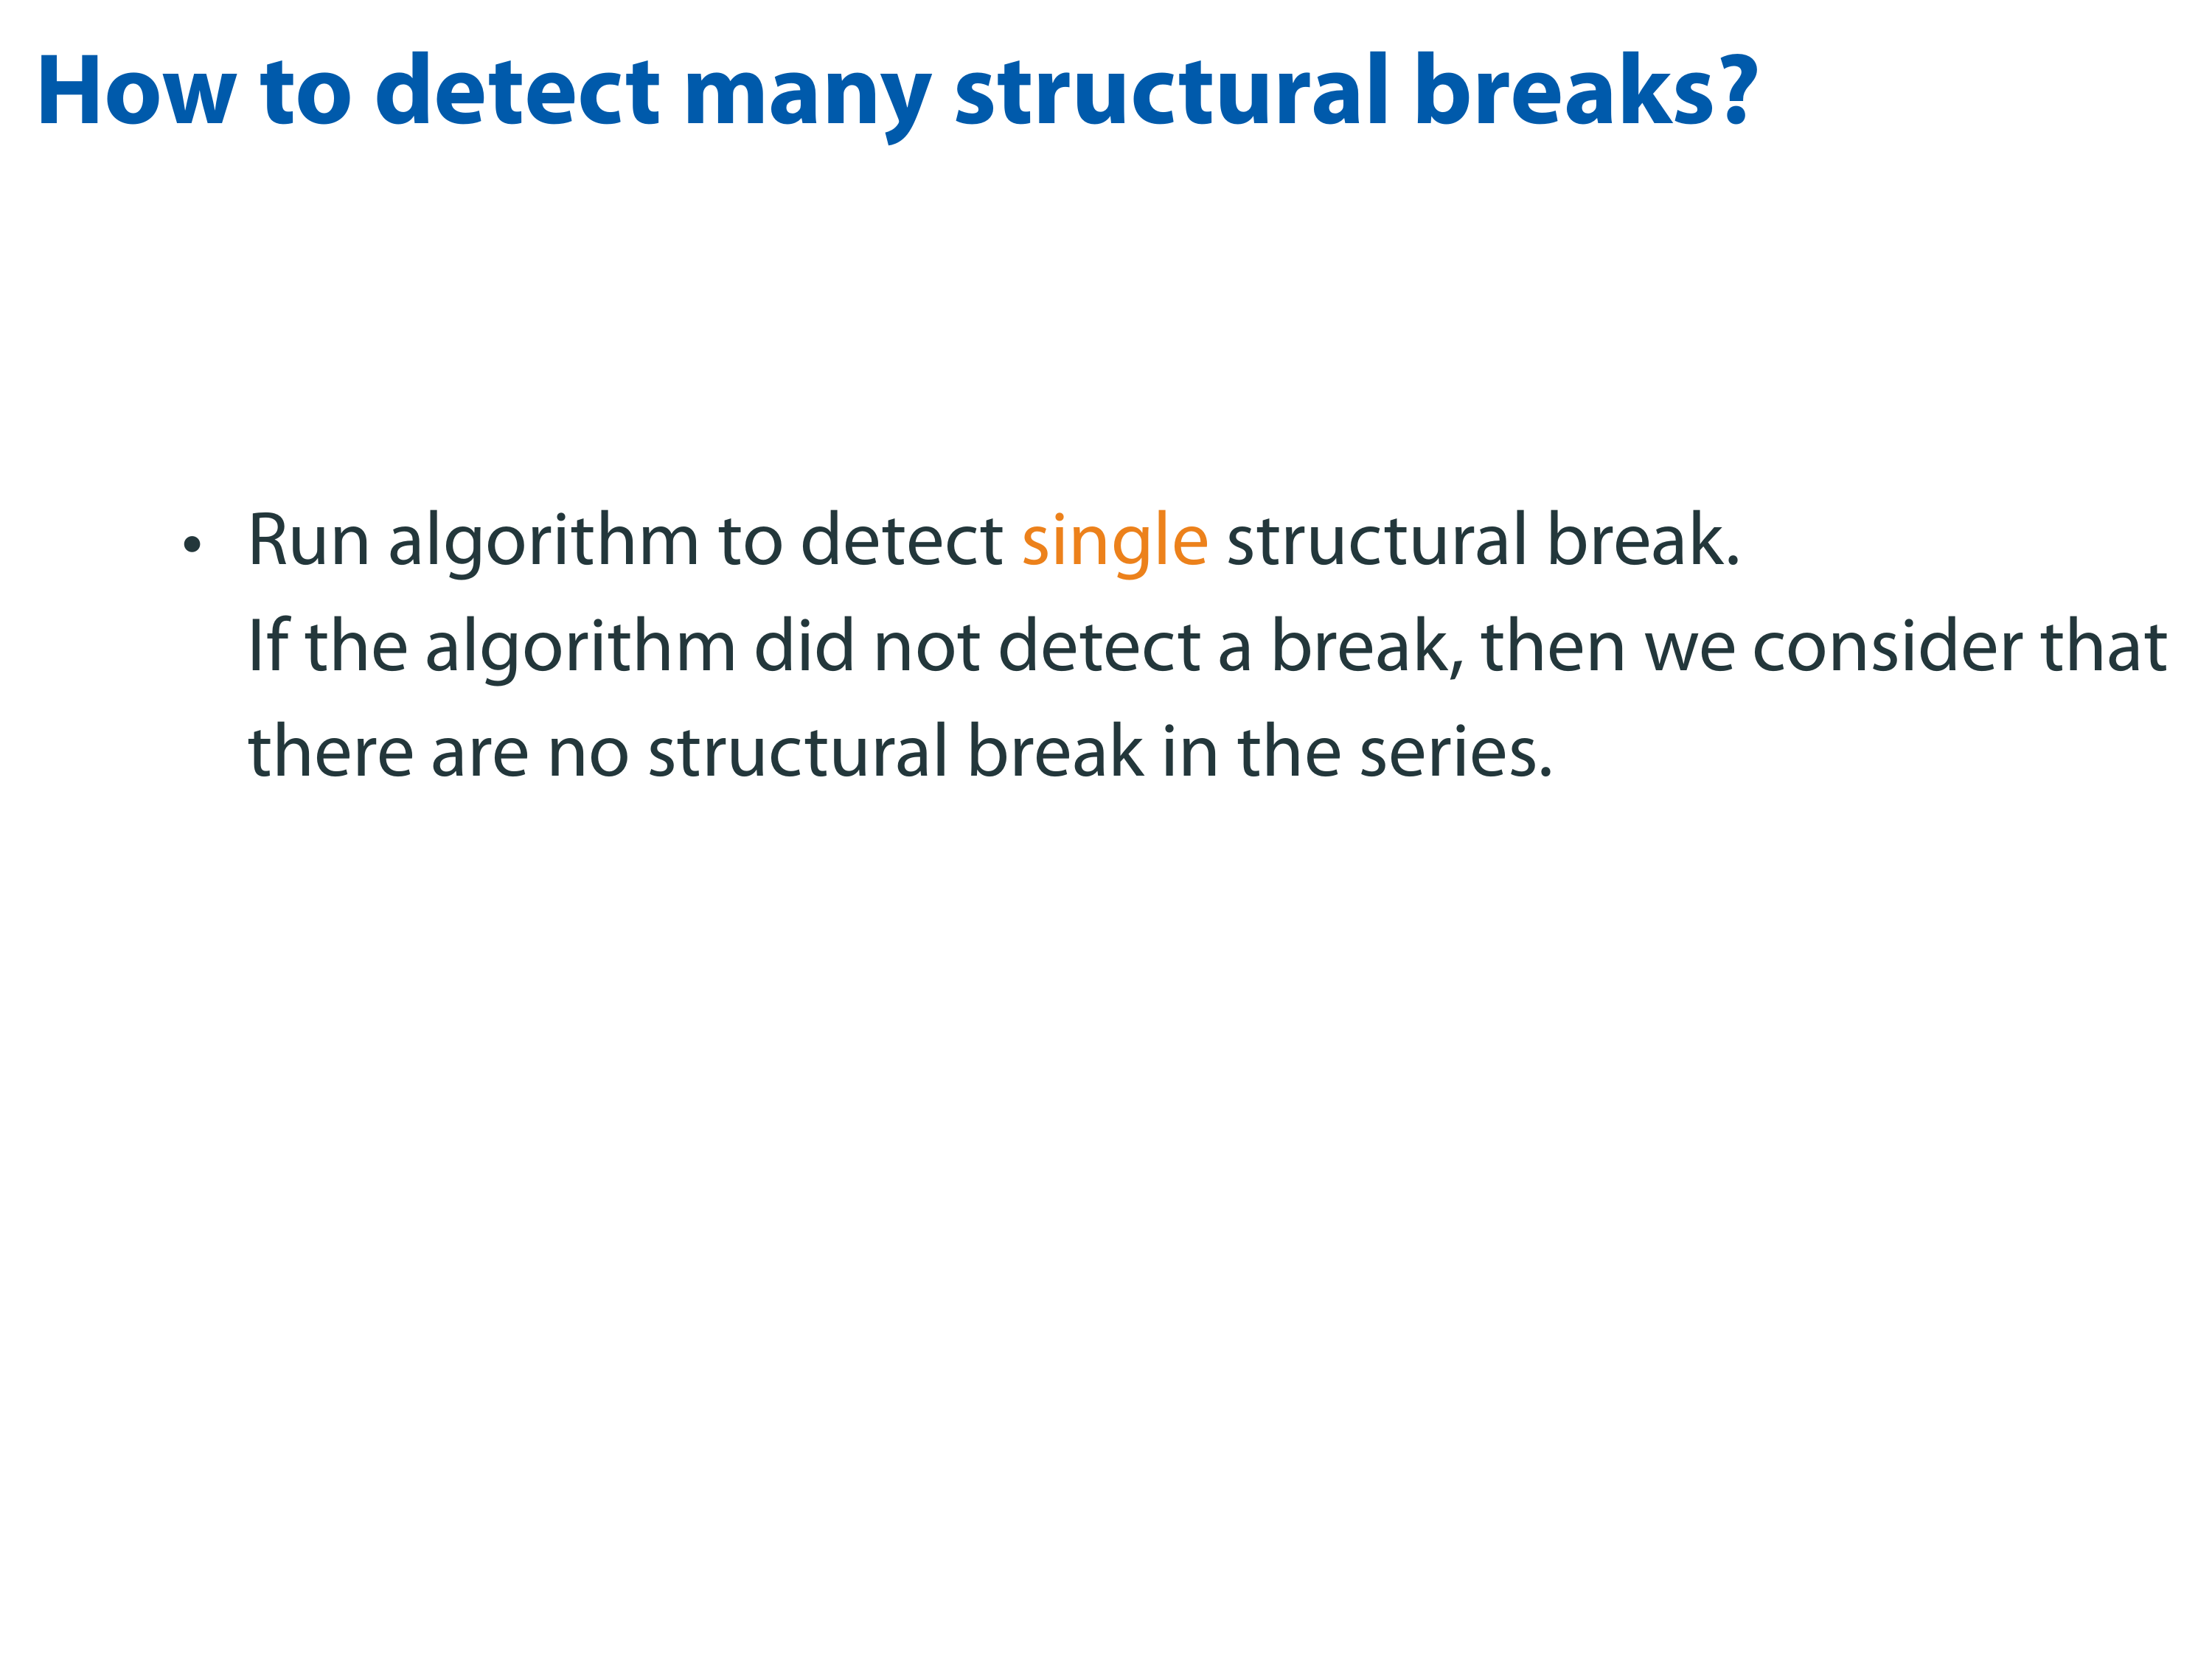 How to detect many structural breaks?
• Run algorithm to detect single structural break.
If the algorithm did not detect a break, then we consider that
there are no structural break in the series.